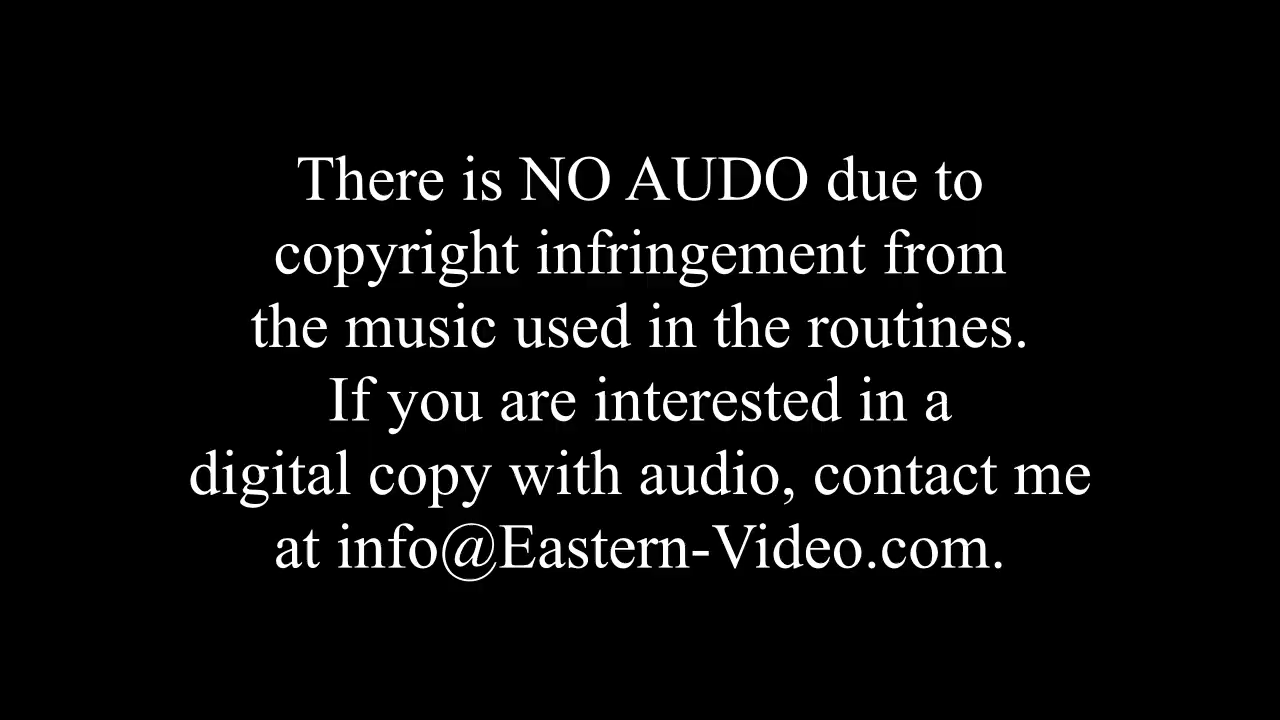 There is NO AUDO due to
copyright infringement from
the music used in the routines.
If you are interested in a
digital copy with audio, contact me
at info@Eastern-Video.com.